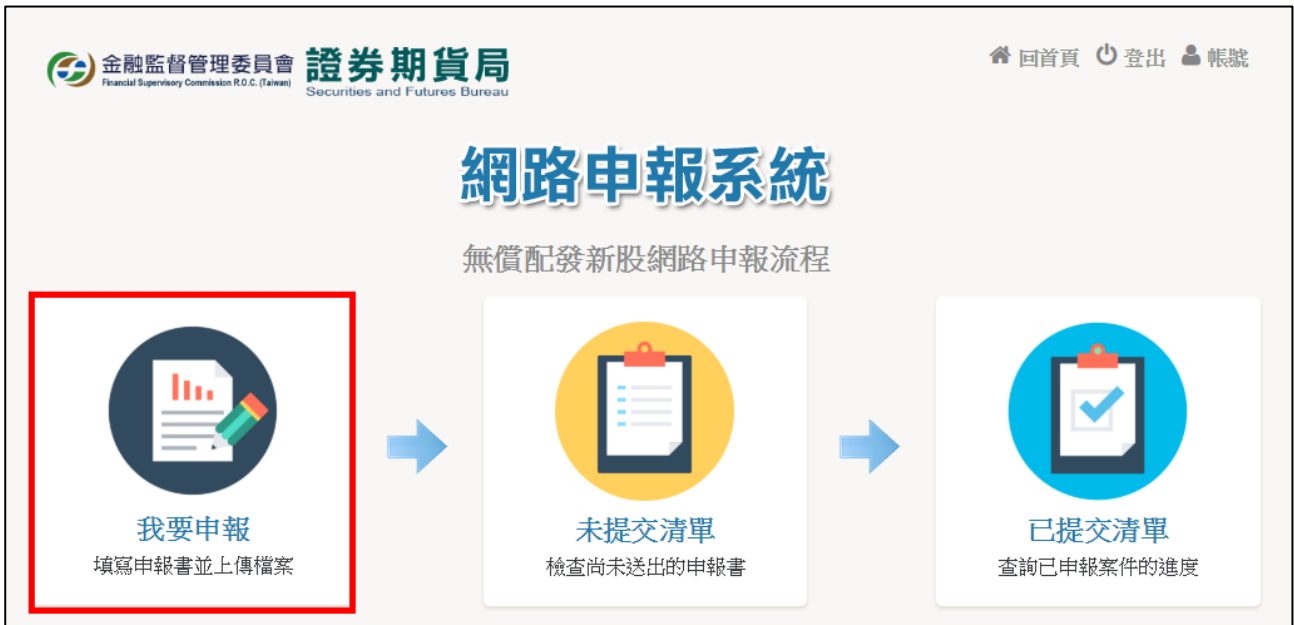 金融監督管理委員會
Financial Supervisory Commission R.O.C. (Taiwan)
證券期貨局
Securities and Futures Bureau
回首頁 登出 帳號
網路申報系統
無償配發新股網路申報流程
我要申報
填寫申報書並上傳檔案
未提交清單
檢查尚未送出的申報書
已提交清單
查詢已申報案件的進度